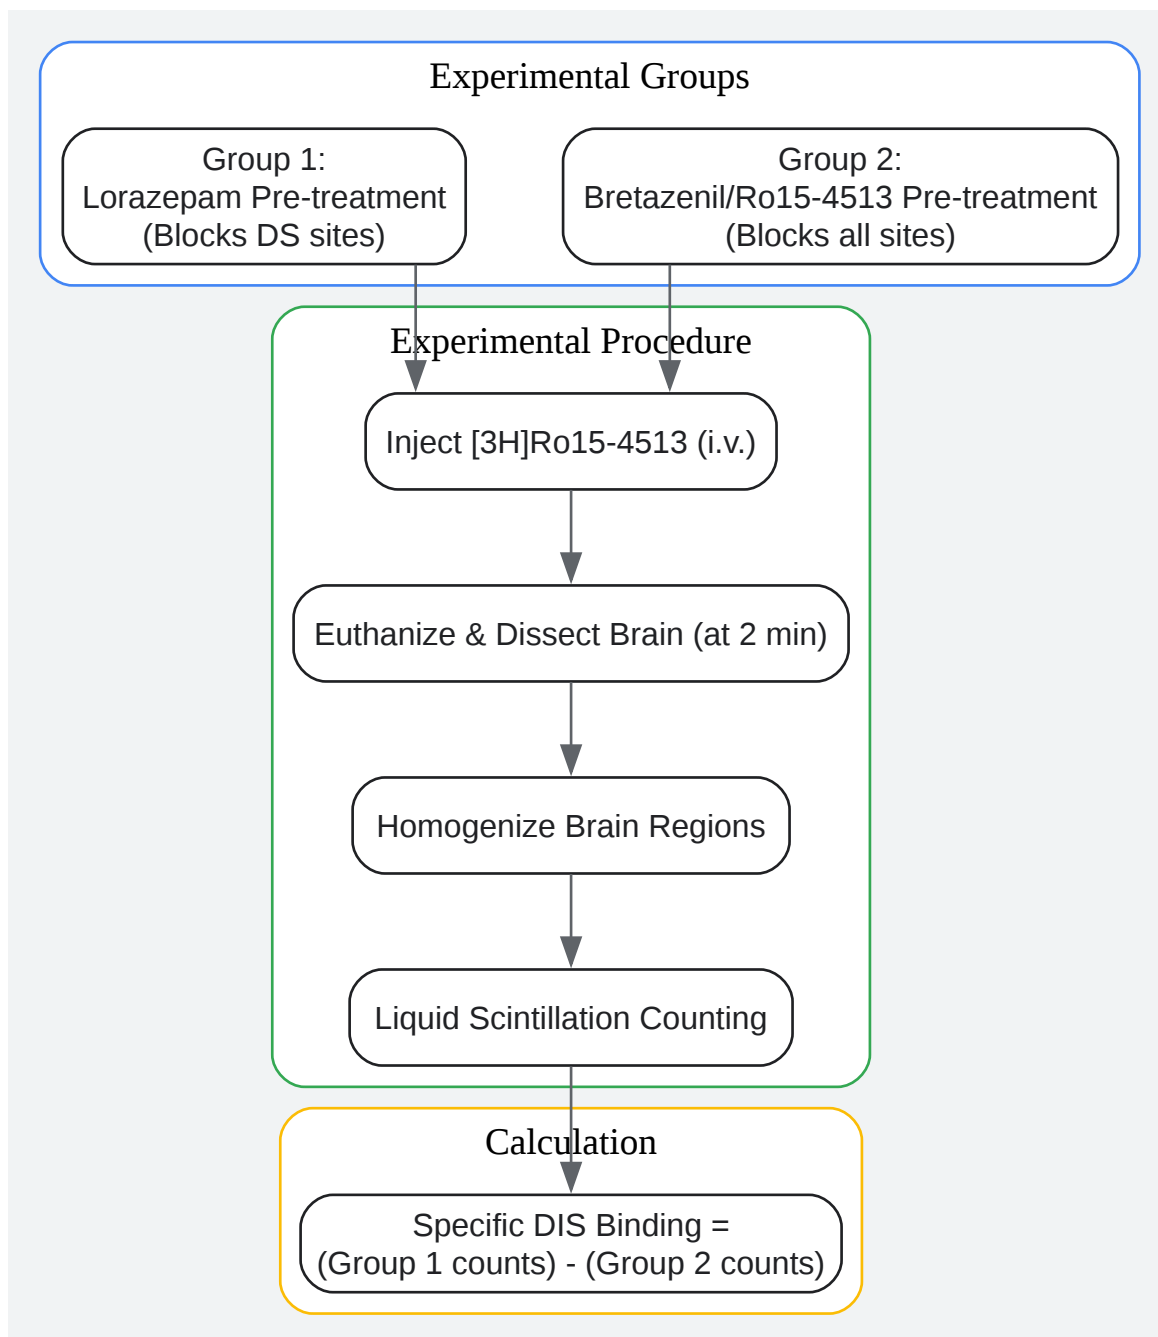 Experimental Groups
Group 1:
Lorazepam Pre-treatment
(Blocks DS sites)
Group 2:
Bretazenil/Ro15-4513 Pre-treatment
(Blocks all sites)
Experimental Procedure
Inject [3H]Ro15-4513 (i.v.)
Euthanize & Dissect Brain (at 2 min)
Homogenize Brain Regions
Liquid Scintillation Counting
Calculation
Specific DIS Binding =
(Group 1 counts) - (Group 2 counts)